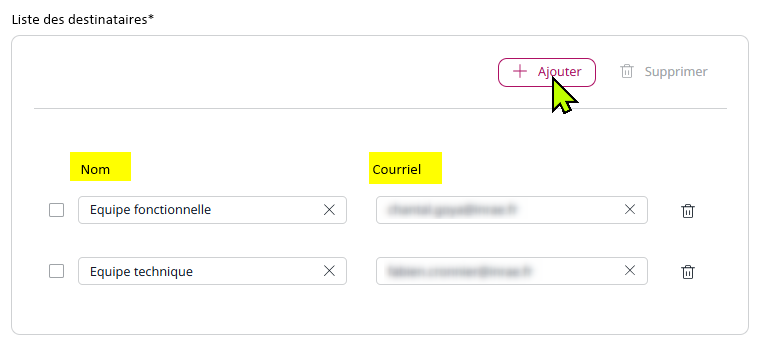 Liste des destinataires*
Ajouter Supprimer
Nom Courriel
Equipe fonctionnelle
Equipe technique